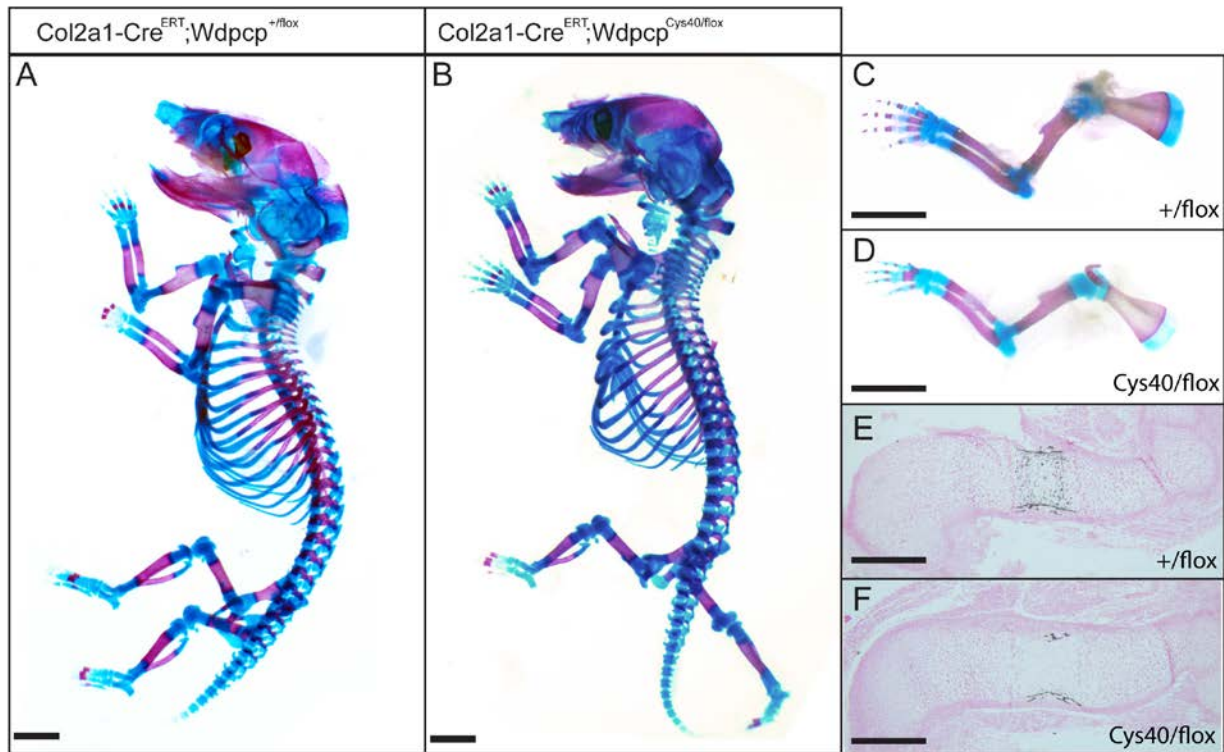 Col2a1-CreERT;Wdpcp+/flox
Col2a1-CreERT;WdpcpCys40/flox
A
B
C
+/flox
D
Cys40/flox
E
+/flox
F
Cys40/flox